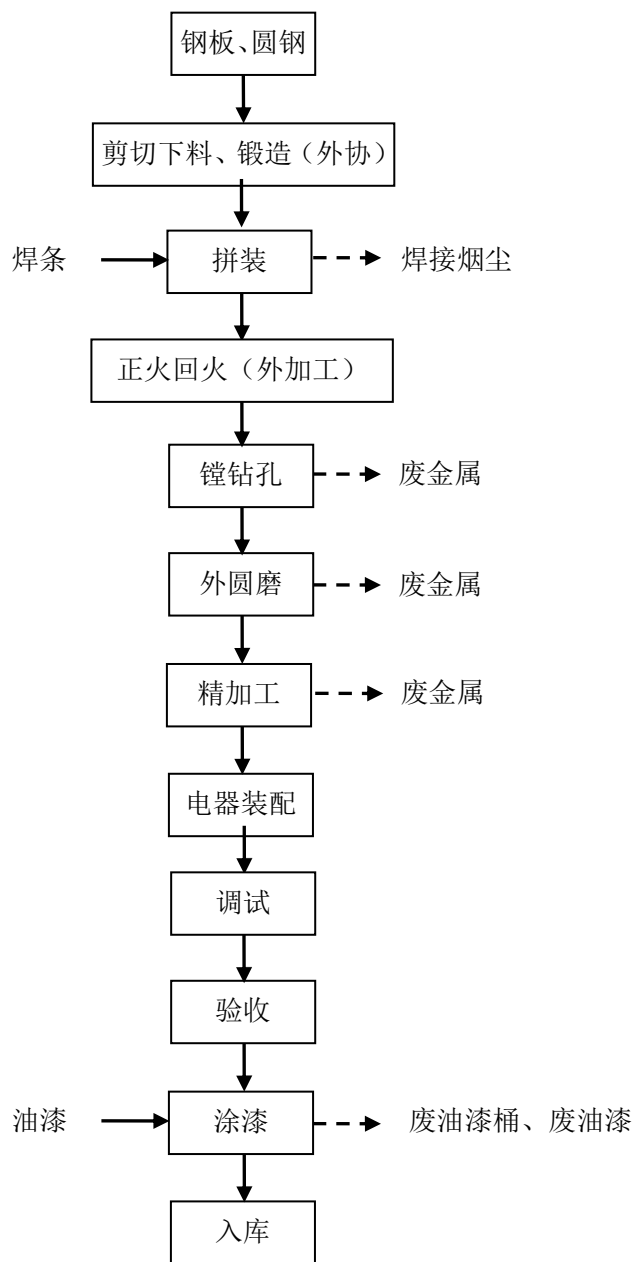 钢板、圆钢
剪切下料、锻造（外协）
焊条
拼装
焊接烟尘
正火回火（外加工）
镗钻孔
废金属
外圆磨
废金属
精加工
废金属
电器装配
调试
验收
油漆
涂漆
废油漆桶、废油漆
入库